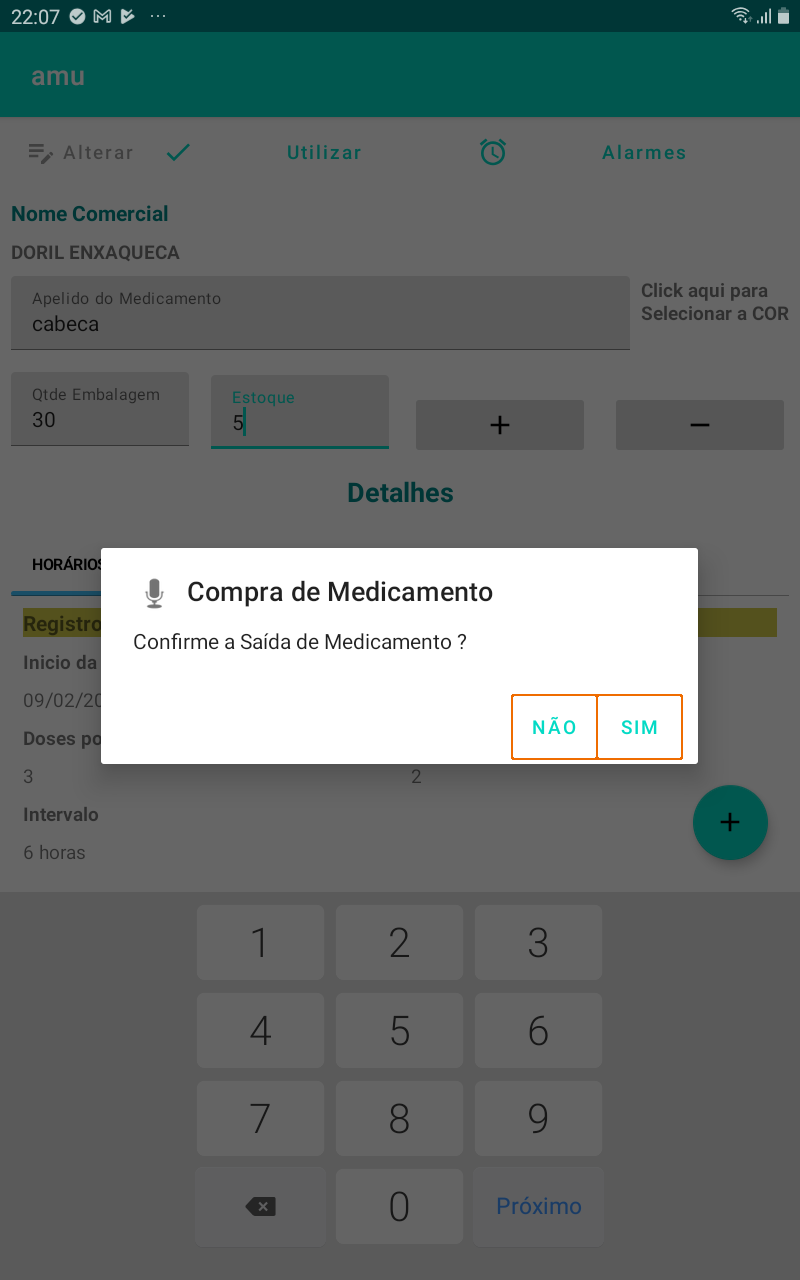 22:07
amu
Alterar Utilizar Alarmes
Nome Comercial
DORIL ENXAQUECA
Apelido do Medicamento
cabeca
Click aqui para
Selecionar a COR
Qtde Embalagem
30
Estoque
5
+ −
Detalhes
HORÁRIOS
Compra de Medicamento
Confirme a Saída de Medicamento ?
NÃO SIM
Registro
Inicio da
09/02/20
Doses po
3 2
Intervalo
6 horas
+
1 2 3
4 5 6
7 8 9
0 Próximo